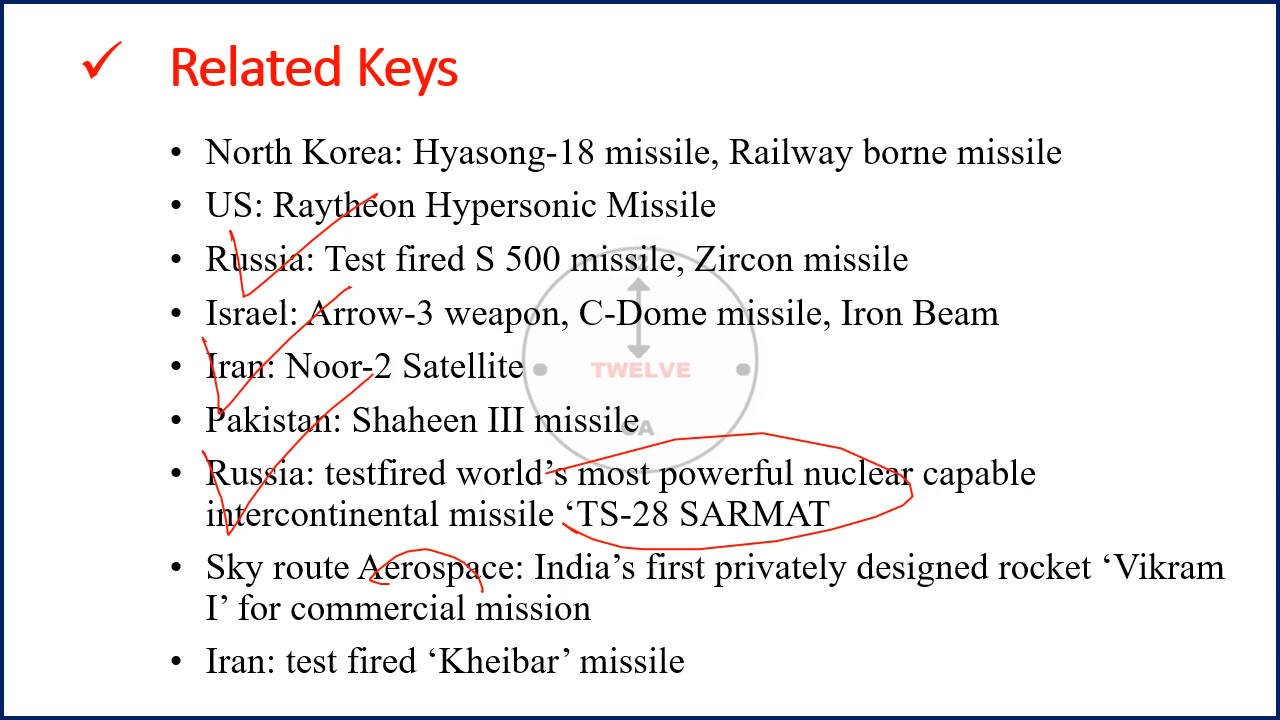 Related Keys
• North Korea: Hyasong-18 missile, Railway borne missile
• US: Raytheon Hypersonic Missile
• Russia: Test fired S 500 missile, Zircon missile
• Israel: Arrow-3 weapon, C-Dome missile, Iron Beam
• Iran: Noor-2 Satellite
TWELVE
• Pakistan: Shaheen III missile
• Russia: testfired world’s most powerful nuclear capable
intercontinental missile ‘TS-28 SARMAT
• Sky route Aerospace: India’s first privately designed rocket ‘Vikram
I’ for commercial mission
• Iran: test fired ‘Kheibar’ missile